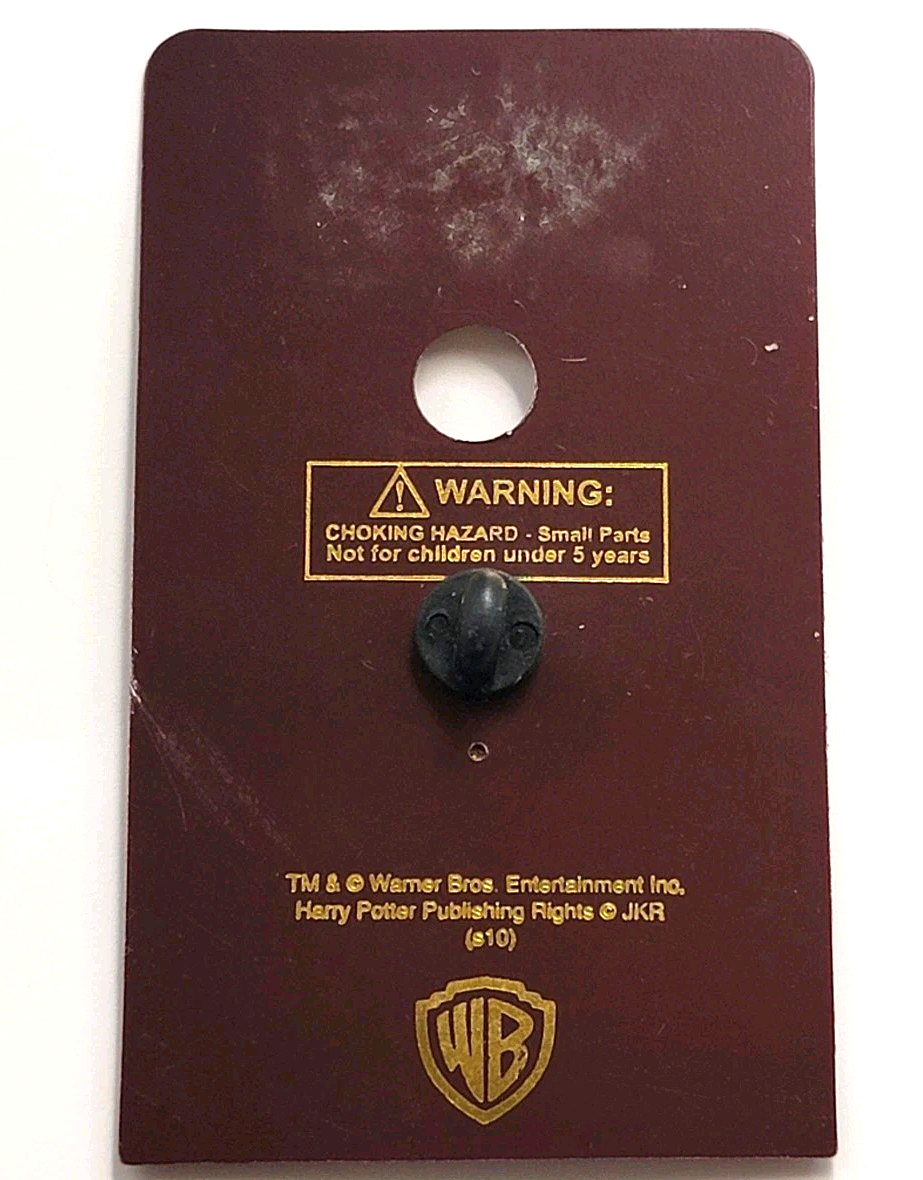 WARNING:
CHOKING HAZARD - Small Parts
Not for children under 5 years
TM & © Warner Bros. Entertainment Inc.
Harry Potter Publishing Rights © JKR
(s10)
WB